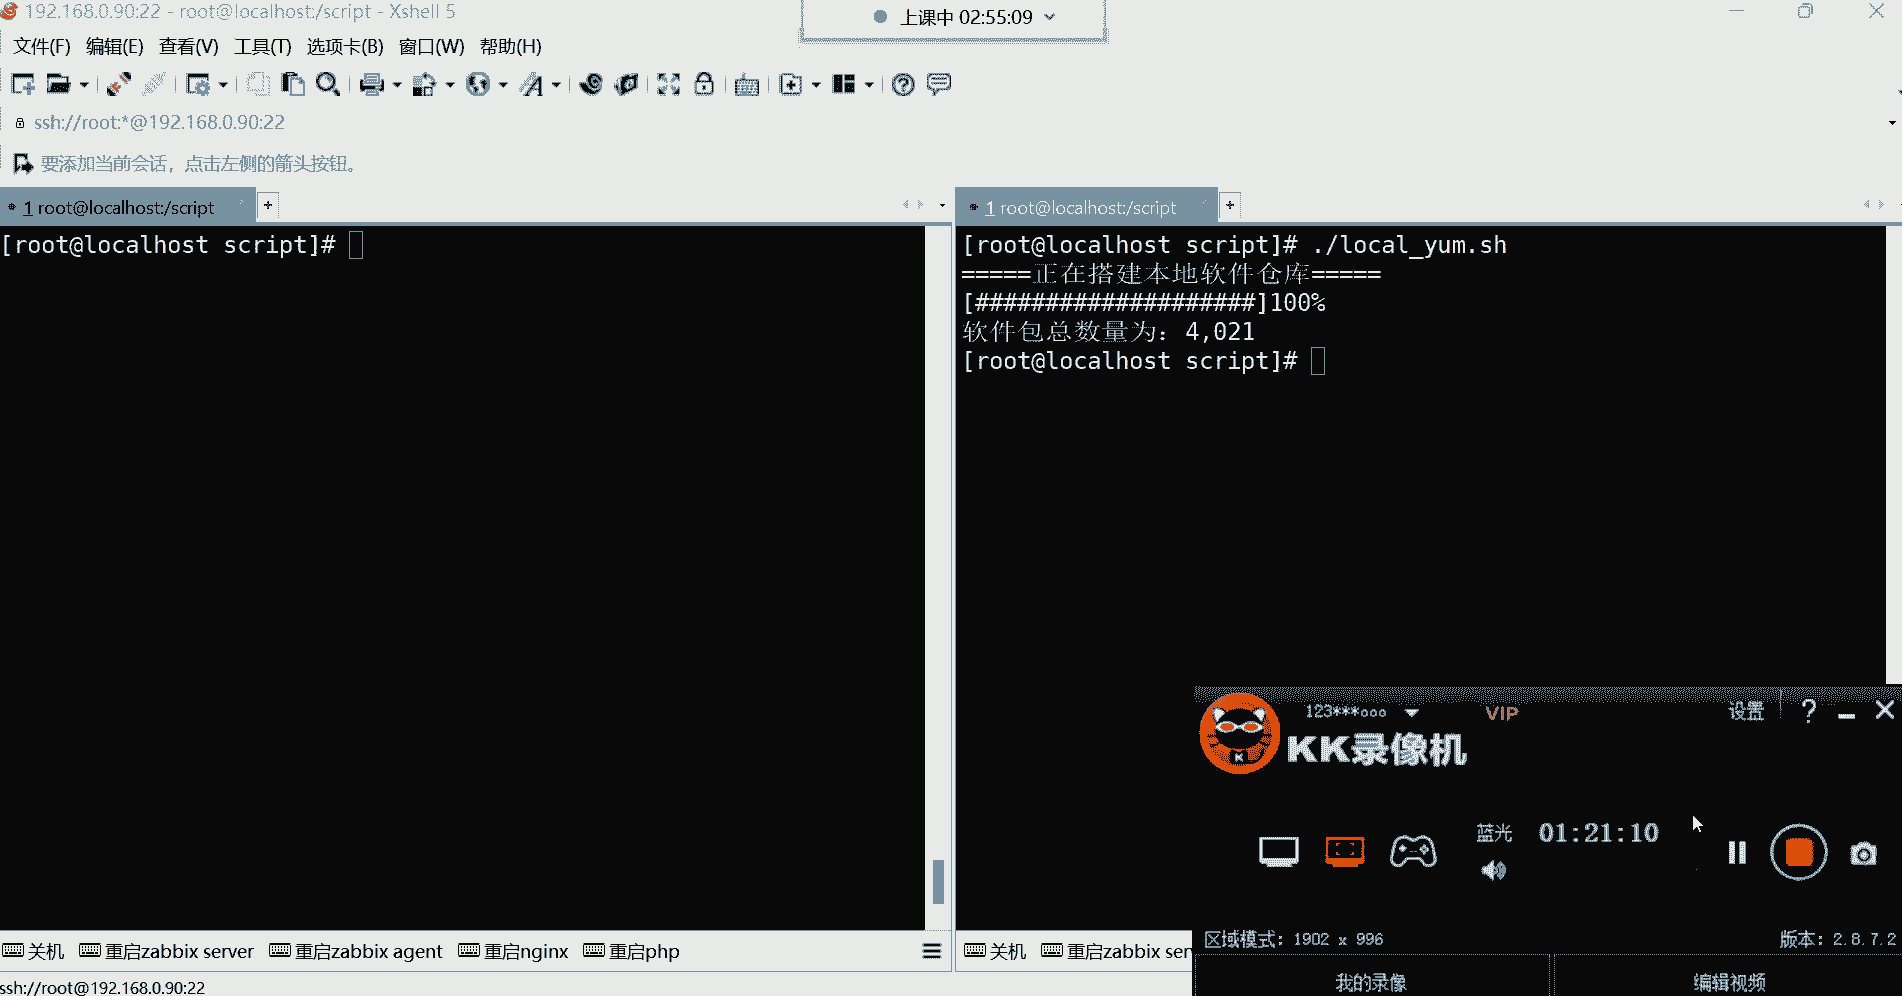 192.168.0.90:22 - root@localhost:/script - Xshell 5
上课中 02:55:09
文件(F) 编辑(E) 查看(V) 工具(T) 选项卡(B) 窗口(W) 帮助(H)
ssh://root:*@192.168.0.90:22
要添加当前会话，点击左侧的箭头按钮。
1 root@localhost:/script
[root@localhost script]#
关机 重启zabbix server 重启zabbix agent 重启nginx 重启php
1 root@localhost:/script
[root@localhost script]# ./local_yum.sh
=====正在搭建本地软件仓库=====
[####################]100%
软件包总数量为：4,021
[root@localhost script]#
关机 重启zabbix ser
123***ooo VIP 设置
KK录像机
蓝光 01:21:10
区域模式：1902 x 996 版本：2.8.7.2
我的录像 编辑视频
ssh://root@192.168.0.90:22